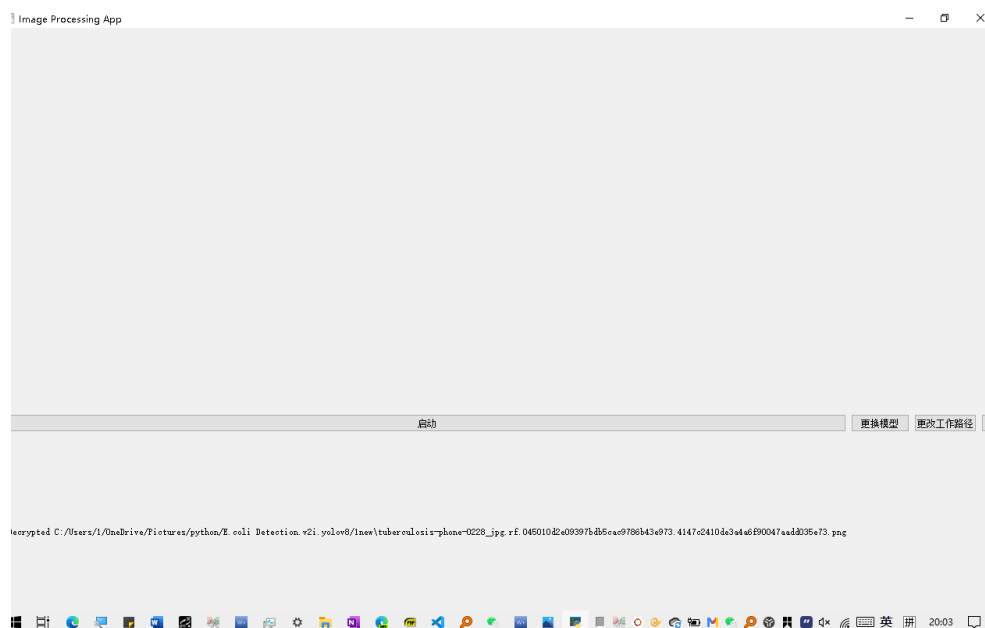 Image Processing App
启动
更换模型
更改工作路径
Decrypted C:/Users/1/OneDrive/Pictures/python/E.coli Detection.v2i.yolov8/1new\tuberculosis-phone-0228_jpg.rf.045010d2e09397bdb5cac9786b43e973.4147c2410de3a4a6f90047aadd035e73.png
英
拼
20:03